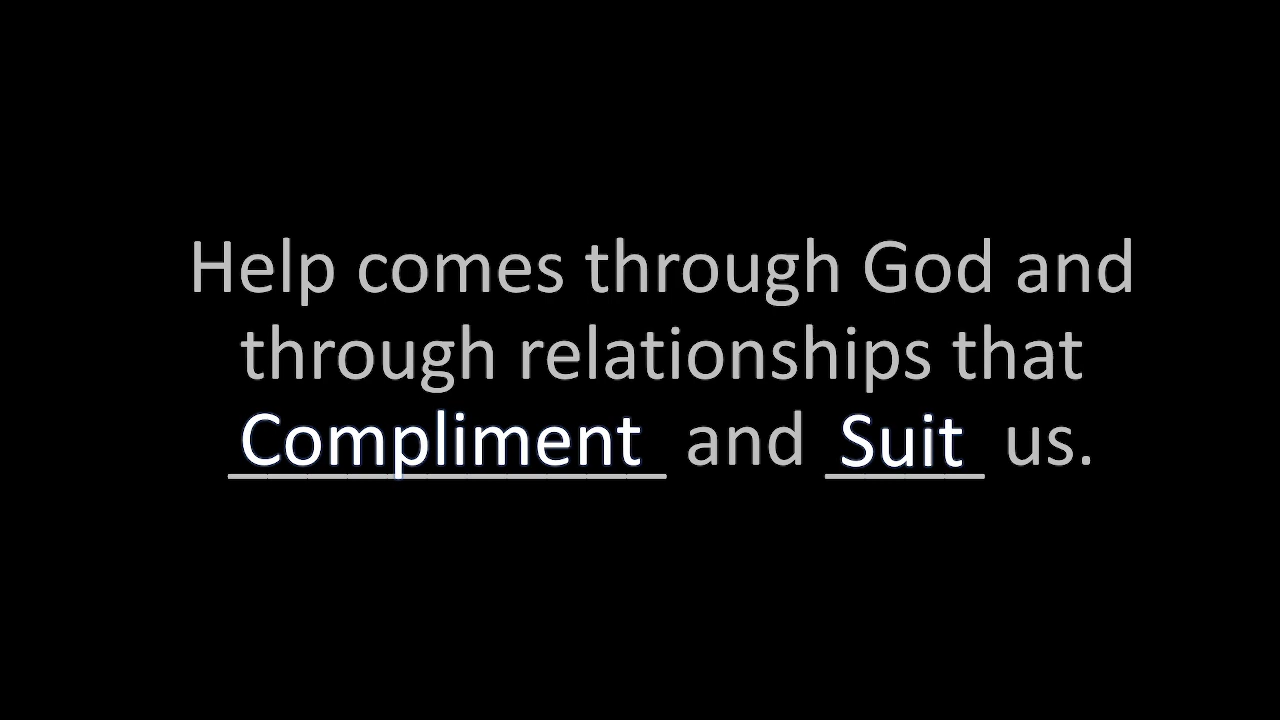 Help comes through God and
through relationships that
Compliment and Suit us.